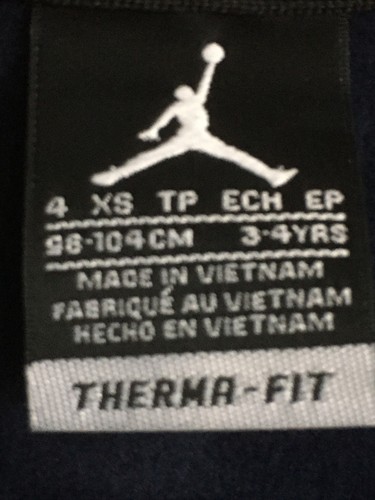 4 XS TP ECH EP
98-104CM 3-4YRS
MADE IN VIETNAM
FABRIQUÉ AU VIETNAM
HECHO EN VIETNAM
THERMA-FIT